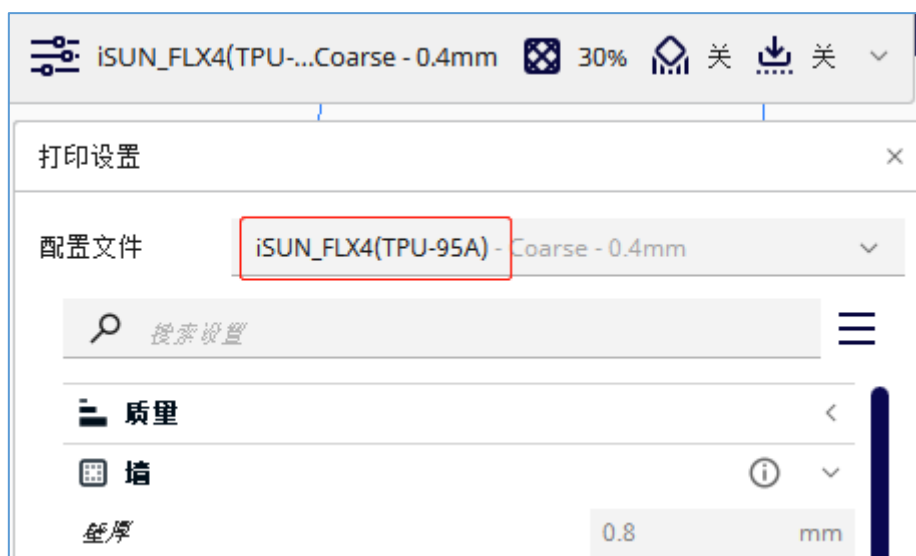 iSUN_FLX4(TPU-...Coarse - 0.4mm 30% 关 关
打印设置
配置文件 iSUN_FLX4(TPU-95A) - Coarse - 0.4mm
搜索设置
质量
墙
壁厚 0.8 mm